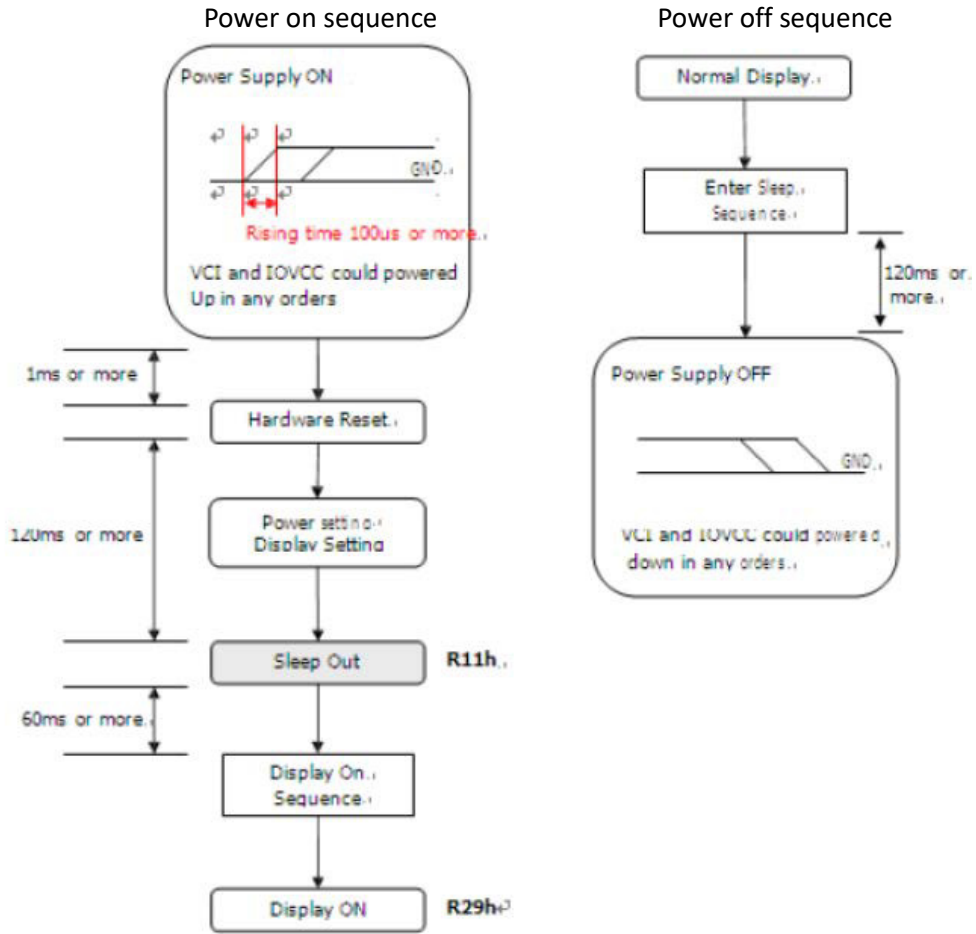 Power on sequence
Power Supply ON
GND
Rising time 100us or more.
VCI and IOVCC could powered
Up in any orders
1ms or more
Hardware Reset.
120ms or more
Power setting.
Display Setting
Sleep Out
R11h
60ms or more.
Display On.
Sequence.
Display ON
R29h
Power off sequence
Normal Display.
Enter Sleep.
Sequence.
120ms or.
more.
Power Supply OFF
GND.
VCI and IOVCC could powered
down in any orders.